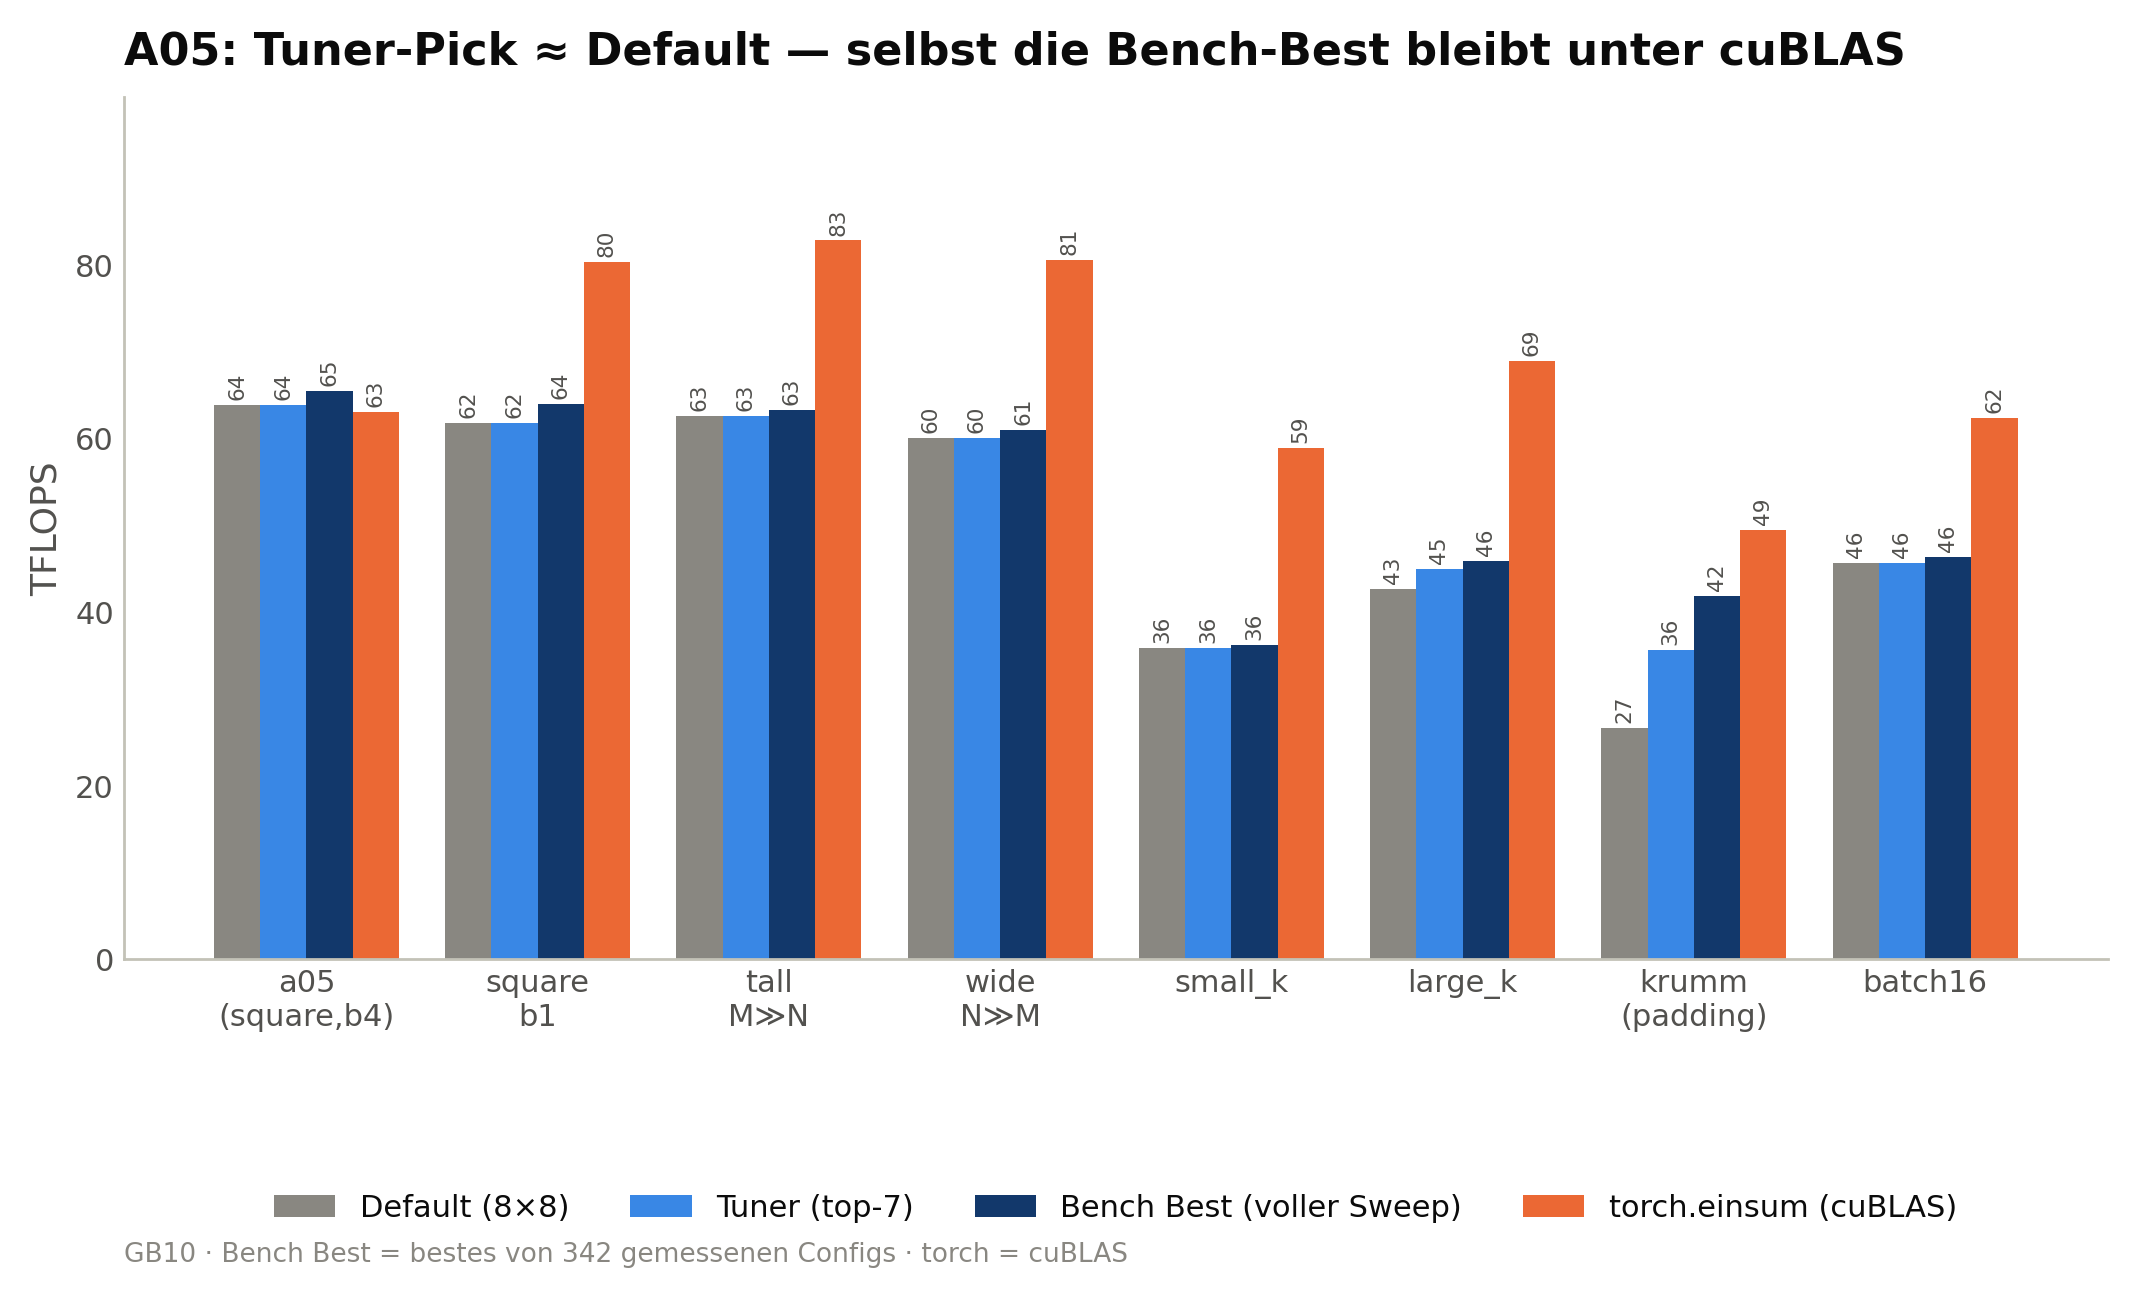 A05: Tuner-Pick ≈ Default — selbst die Bench-Best bleibt unter cuBLAS
TFLOPS
80
60
40
20
0
64 64 65 63
62 62 64 80
63 63 63 83
60 60 61 81
36 36 36 59
43 45 46 69
27 36 42 49
46 46 46 62
a05
(square,b4)
square
b1
tall
M≫N
wide
N≫M
small_k
large_k
krumm
(padding)
batch16
Default (8×8)
Tuner (top-7)
Bench Best (voller Sweep)
torch.einsum (cuBLAS)
GB10 · Bench Best = bestes von 342 gemessenen Configs · torch = cuBLAS